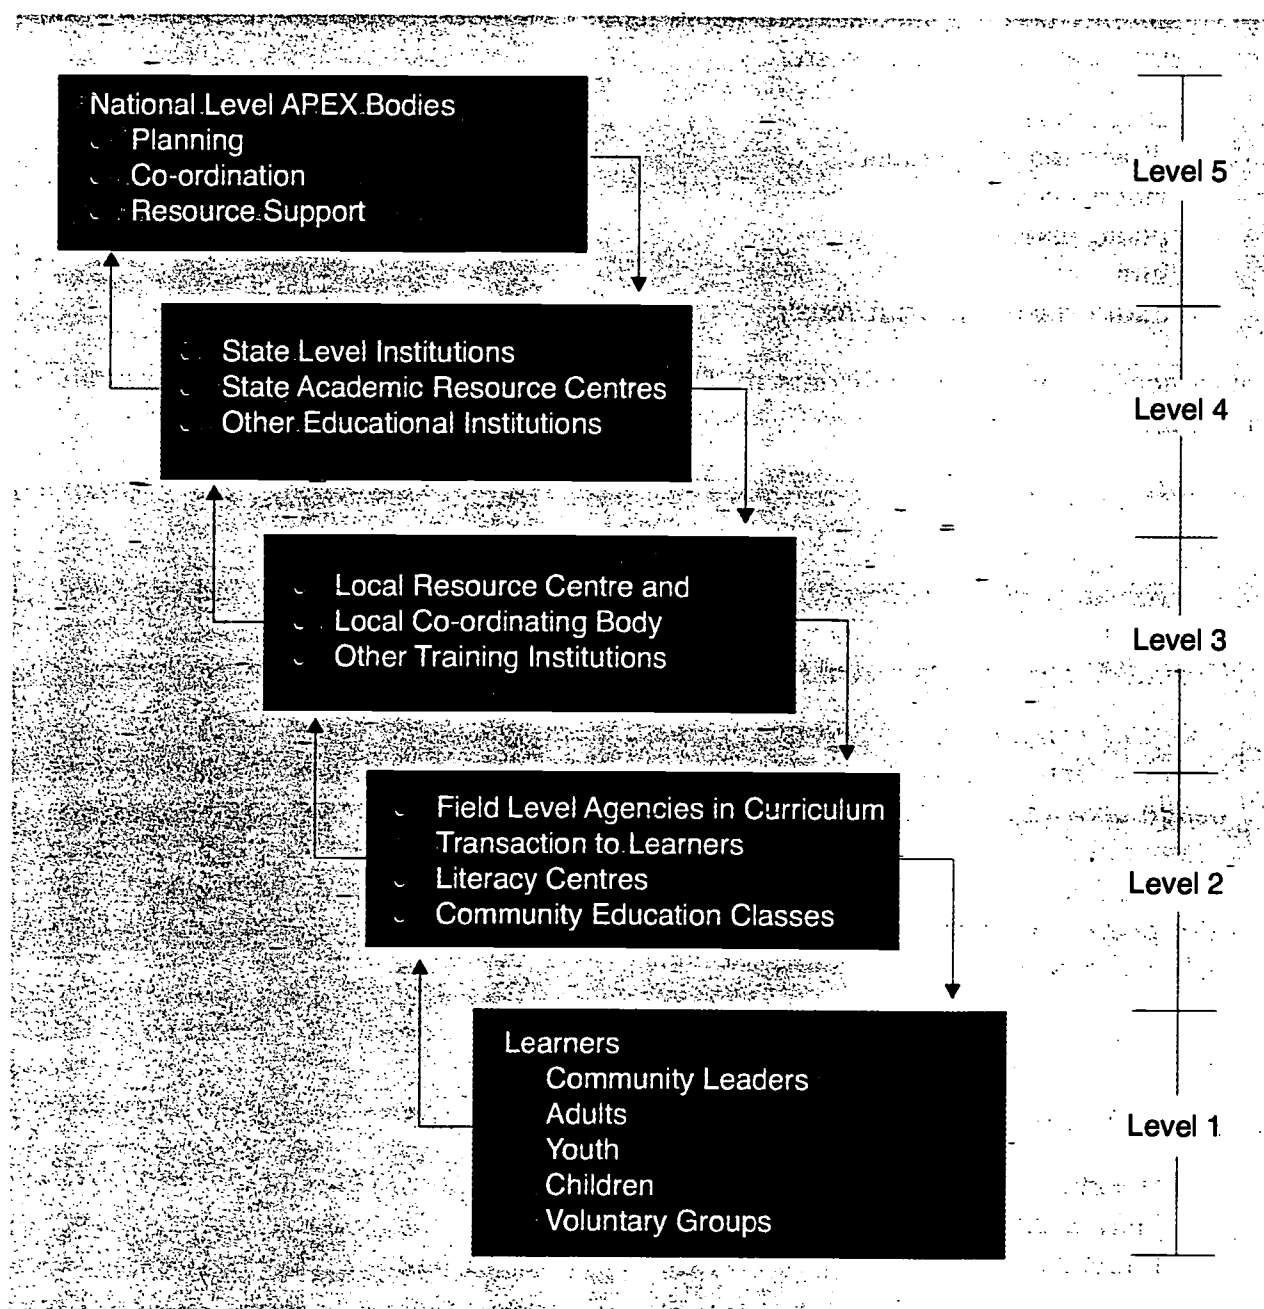 National Level APEX Bodies
Planning
Co-ordination
Resource Support
Level 5
State Level Institutions
State Academic Resource Centres
Other Educational Institutions
Level 4
Local Resource Centre and
Local Co-ordinating Body
Other Training Institutions
Level 3
Field Level Agencies in Curriculum
Transaction to Learners
Literacy Centres
Community Education Classes
Level 2
Learners
Community Leaders
Adults
Youth
Children
Voluntary Groups
Level 1